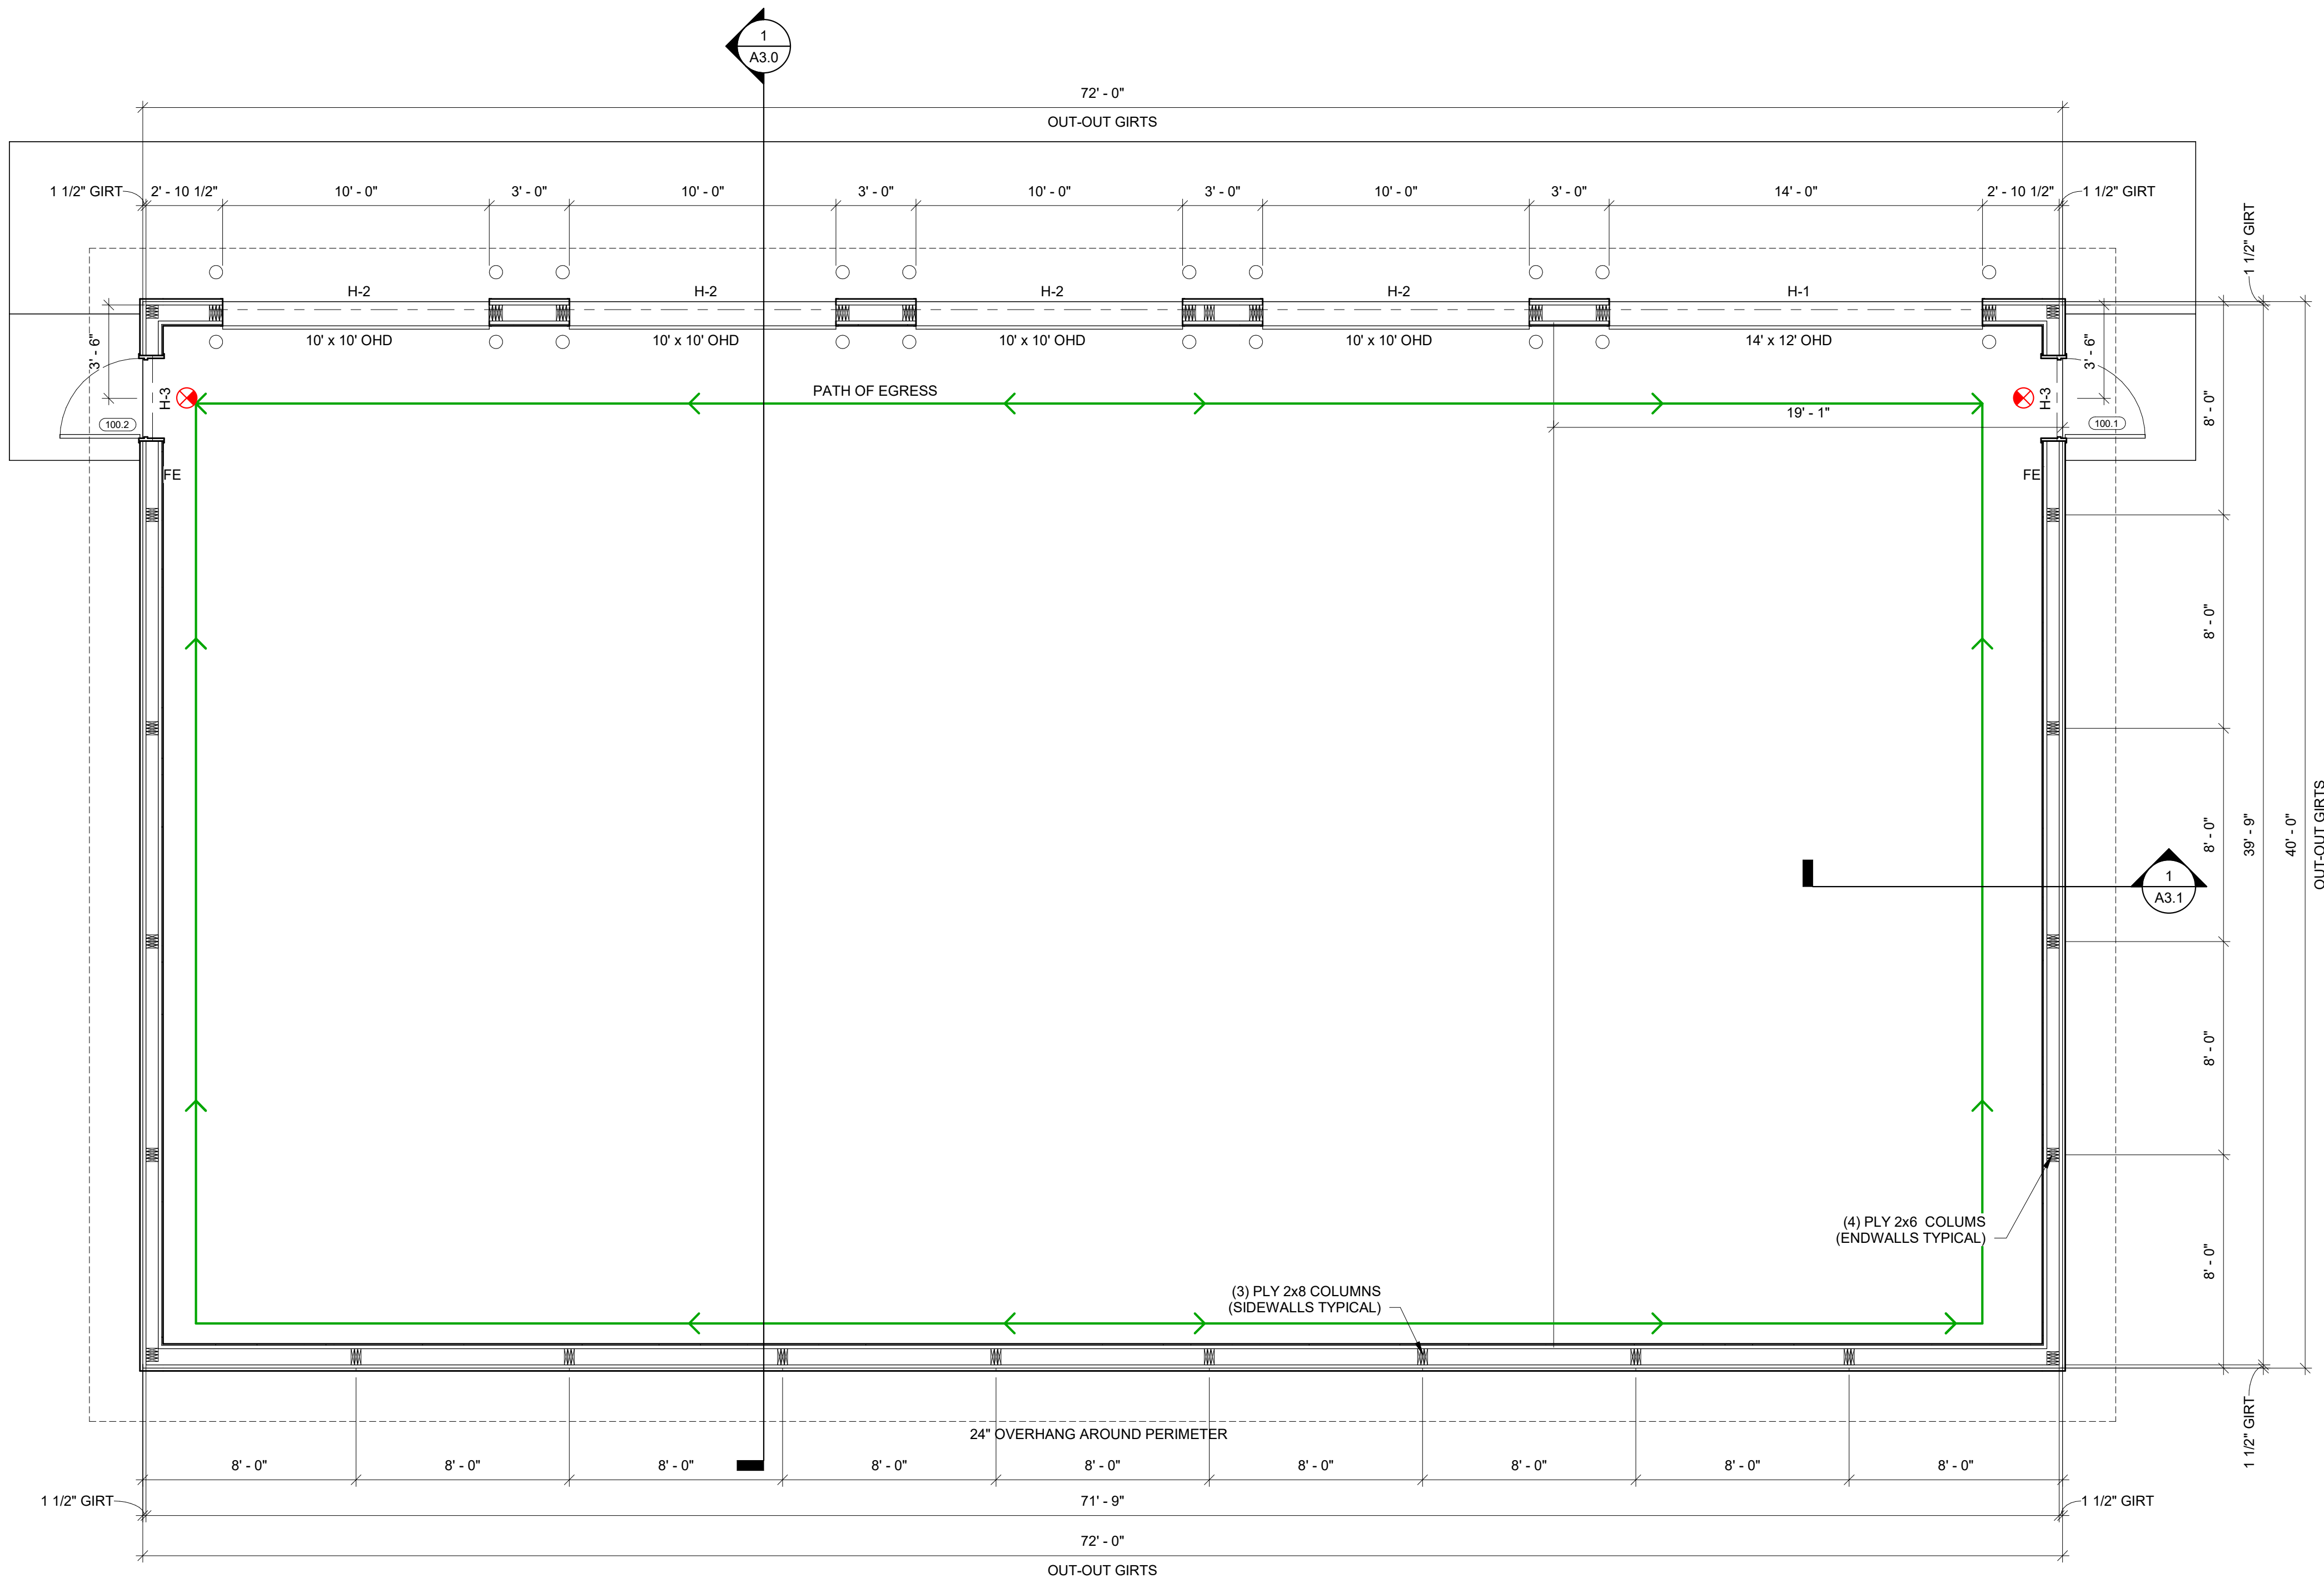 1
A3.0
72' - 0"
OUT-OUT GIRTS
1 1/2" GIRT
2' - 10 1/2"
10' - 0"
3' - 0"
10' - 0"
3' - 0"
10' - 0"
3' - 0"
10' - 0"
3' - 0"
14' - 0"
2' - 10 1/2"
1 1/2" GIRT
1 1/2" GIRT
H-2
H-2
H-2
H-2
H-1
10' x 10' OHD
10' x 10' OHD
10' x 10' OHD
10' x 10' OHD
14' x 12' OHD
3' - 6"
3' - 6"
PATH OF EGRESS
H-3
H-3
19' - 1"
100.2
100.1
8' - 0"
FE
FE
8' - 0"
8' - 0"
39' - 9"
40' - 0"
OUT-OUT GIRTS
1
A3.1
8' - 0"
(4) PLY 2x6 COLUMS
(ENDWALLS TYPICAL)
8' - 0"
(3) PLY 2x8 COLUMNS
(SIDEWALLS TYPICAL)
1 1/2" GIRT
24" OVERHANG AROUND PERIMETER
8' - 0"
8' - 0"
8' - 0"
8' - 0"
8' - 0"
8' - 0"
8' - 0"
8' - 0"
8' - 0"
1 1/2" GIRT
71' - 9"
1 1/2" GIRT
72' - 0"
OUT-OUT GIRTS